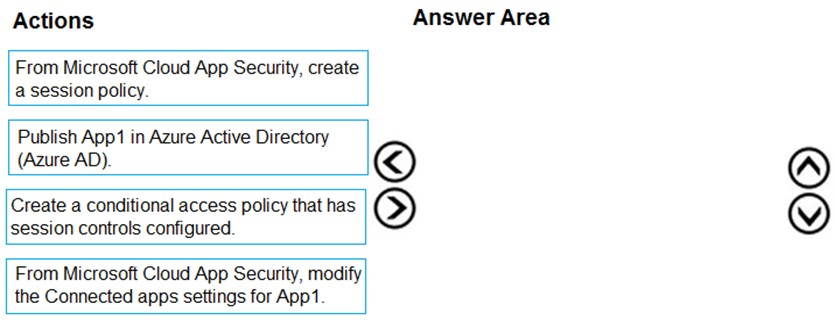 Actions
Answer Area
From Microsoft Cloud App Security, create
a session policy.
Publish App1 in Azure Active Directory
(Azure AD).
Create a conditional access policy that has
session controls configured.
From Microsoft Cloud App Security, modify
the Connected apps settings for App1.